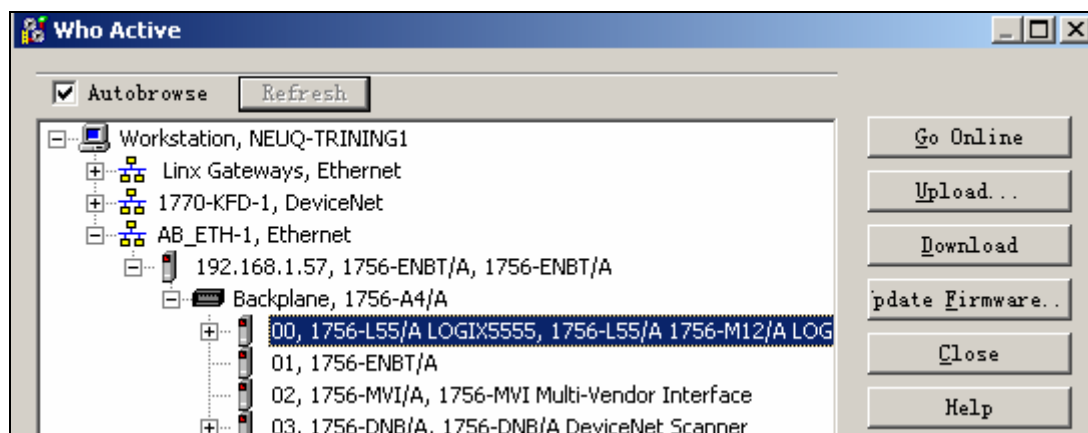 Who Active
Autobrowse
Refresh
Workstation, NEUQ-TRINING1
Linx Gateways, Ethernet
1770-KFD-1, DeviceNet
AB_ETH-1, Ethernet
192.168.1.57, 1756-ENBT/A, 1756-ENBT/A
Backplane, 1756-A4/A
00, 1756-L55/A LOGIX5555, 1756-L55/A 1756-M12/A LOG
01, 1756-ENBT/A
02, 1756-MVI/A, 1756-MVI Multi-Vendor Interface
03, 1756-DNB/A, 1756-DNB/A DeviceNet Scanner
Go Online
Upload...
Download
pdate Firmware..
Close
Help